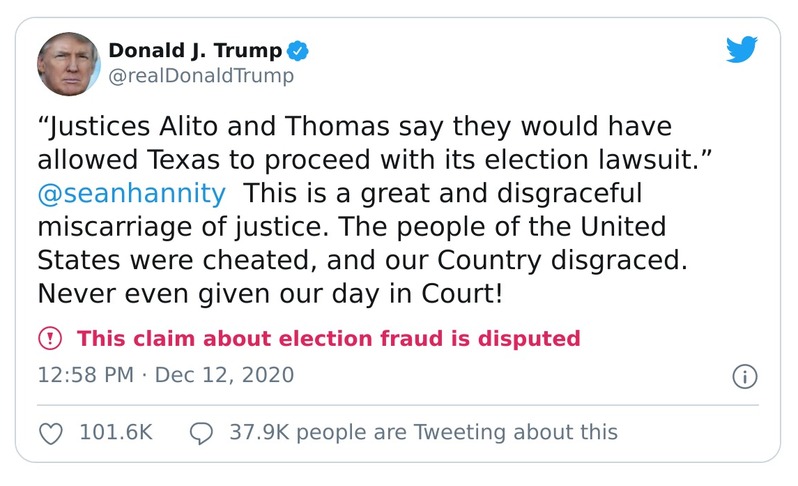 Donald J. Trump
@realDonaldTrump
“Justices Alito and Thomas say they would have
allowed Texas to proceed with its election lawsuit.”
@seanhannity This is a great and disgraceful
miscarriage of justice. The people of the United
States were cheated, and our Country disgraced.
Never even given our day in Court!
This claim about election fraud is disputed
12:58 PM · Dec 12, 2020
101.6K 37.9K people are Tweeting about this